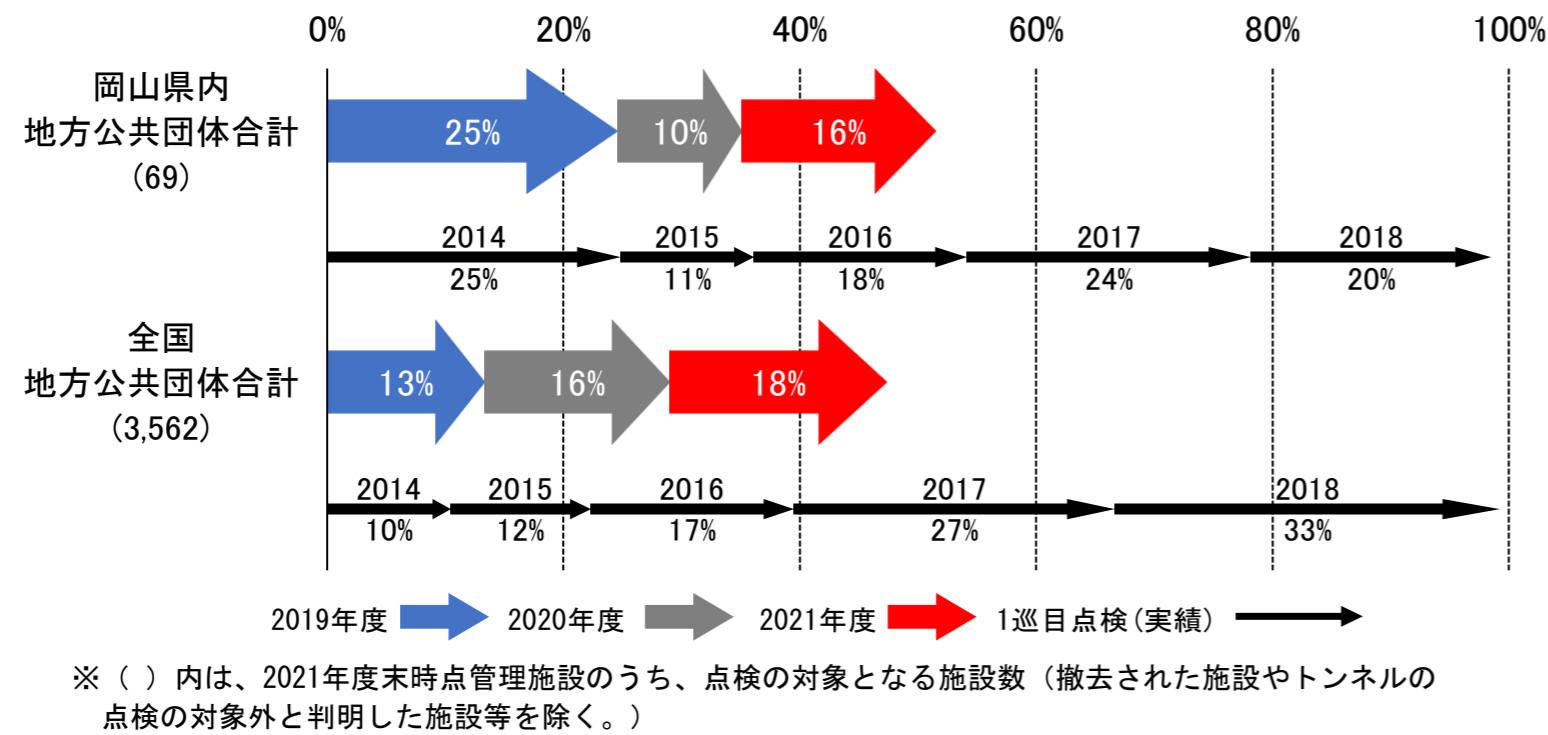 0% 20% 40% 60% 80% 100%
岡山県内
地方公共団体合計
(69)
25% 10% 16%
2014 2015 2016 2017 2018
25% 11% 18% 24% 20%
全国
地方公共団体合計
(3,562)
13% 16% 18%
2014 2015 2016 2017 2018
10% 12% 17% 27% 33%
2019年度 2020年度 2021年度 1巡目点検(実績)
※（ ）内は、2021年度末時点管理施設のうち、点検の対象となる施設数（撤去された施設やトンネルの
点検の対象外と判明した施設等を除く。）